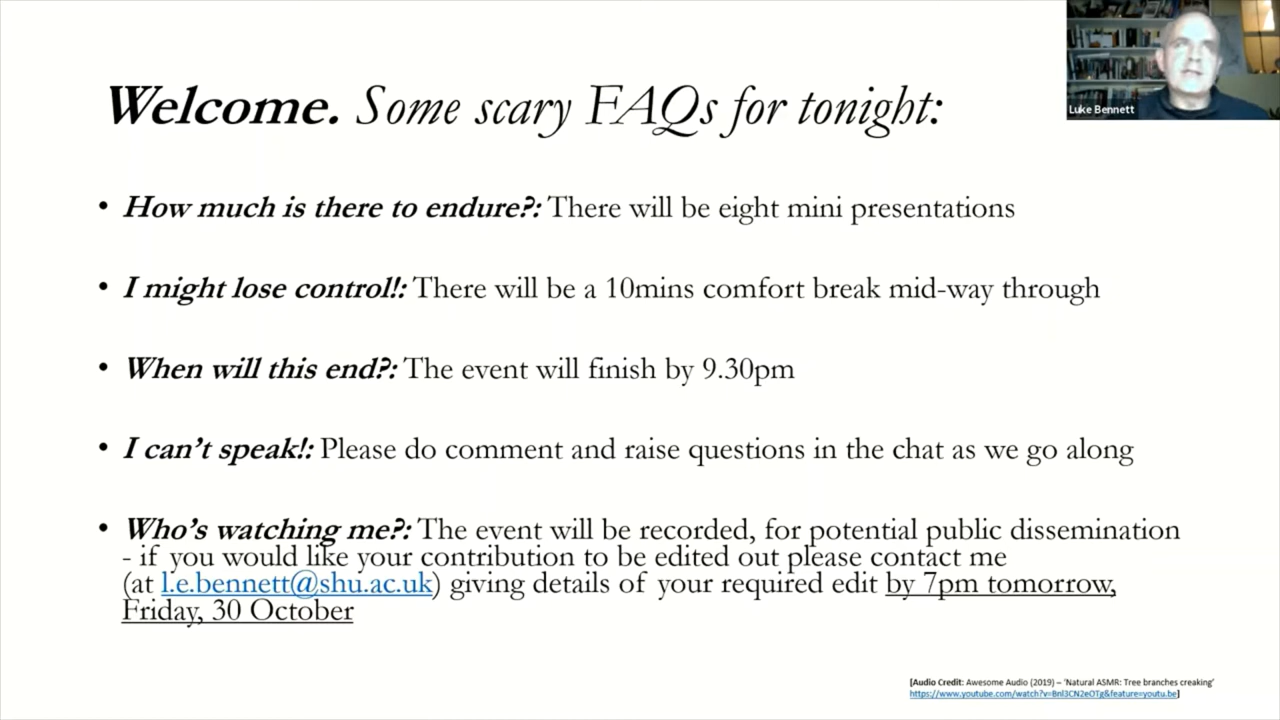 Welcome. Some scary FAQs for tonight:
Luke Bennett
• How much is there to endure?: There will be eight mini presentations
• I might lose control!: There will be a 10mins comfort break mid-way through
• When will this end?: The event will finish by 9.30pm
• I can't speak!: Please do comment and raise questions in the chat as we go along
• Who's watching me?: The event will be recorded, for potential public dissemination
- if you would like your contribution to be edited out please contact me
(at l.e.bennett@shu.ac.uk) giving details of your required edit by 7pm tomorrow,
Friday, 30 October
[Audio Credit: Awesome Audio (2019) – 'Natural ASMR: Tree branches creaking'
https://www.youtube.com/watch?v=Bnl3CN2eOTg&feature=youtu.be]